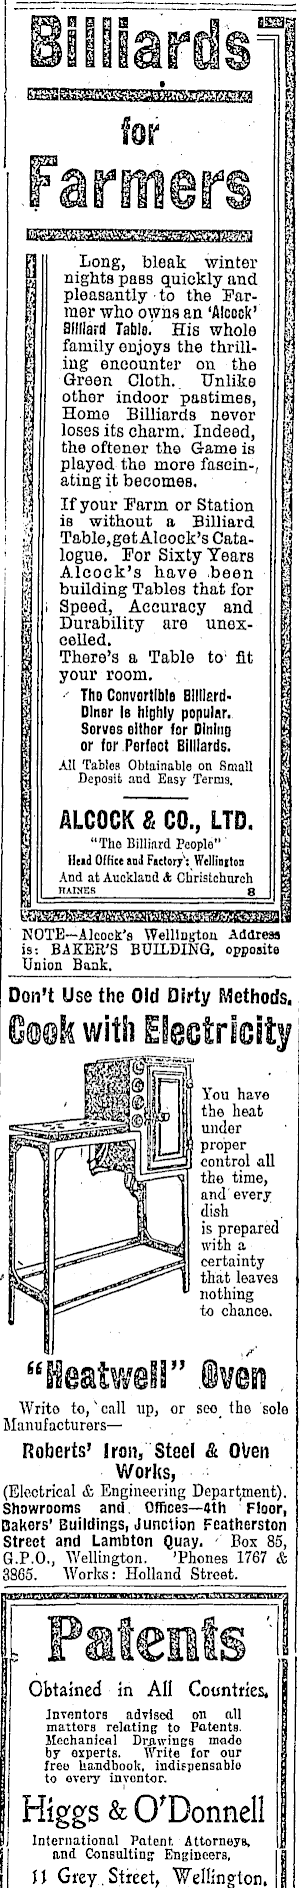 Billiards
for
Farmers
Long, bleak winter
nights pass quickly and
pleasantly to the Far-
mer who owns an 'Alcock'
Billiard Table. His whole
family enjoys the thrill-
ing encounter on the
Green Cloth. Unlike
other indoor pastimes,
Home Billiards never
loses its charm. Indeed,
the oftener the Game is
played the more fascin-
ating it becomes.
If your Farm or Station
is without a Billiard
Table, get Alcock's Cata-
logue. For Sixty Years
Alcock's have been
building Tables that for
Speed, Accuracy and
Durability are unex-
celled.
There's a Table to fit
your room.
The Convertible Billiard-
Diner is highly popular.
Serves either for Dining
or for Perfect Billiards.
All Tables Obtainable on Small
Deposit and Easy Terms.
ALCOCK & CO., LTD.
"The Billiard People"
Head Office and Factory: Wellington
And at Auckland & Christchurch
HAINES 8
NOTE—Alcock's Wellington Address
is: BAKER'S BUILDING, opposite
Union Bank.
Don't Use the Old Dirty Methods.
Cook with Electricity
You have
the heat
under
proper
control all
the time,
and every
dish
is prepared
with a
certainty
that leaves
nothing
to chance.
"Heatwell" Oven
Write to, call up, or see the sole
Manufacturers—
Roberts' Iron, Steel & Oven
Works,
(Electrical & Engineering Department).
Showrooms and Offices—4th Floor,
Bakers' Buildings, Junction Featherston
Street and Lambton Quay. Box 85,
G.P.O., Wellington. 'Phones 1767 &
3865. Works: Holland Street.
Patents
Obtained in All Countries.
Inventors advised on all
matters relating to Patents.
Mechanical Drawings made
by experts. Write for our
free handbook, indispensable
to every inventor.
Higgs & O'Donnell
International Patent Attorneys,
and Consulting Engineers,
11 Grey Street, Wellington.